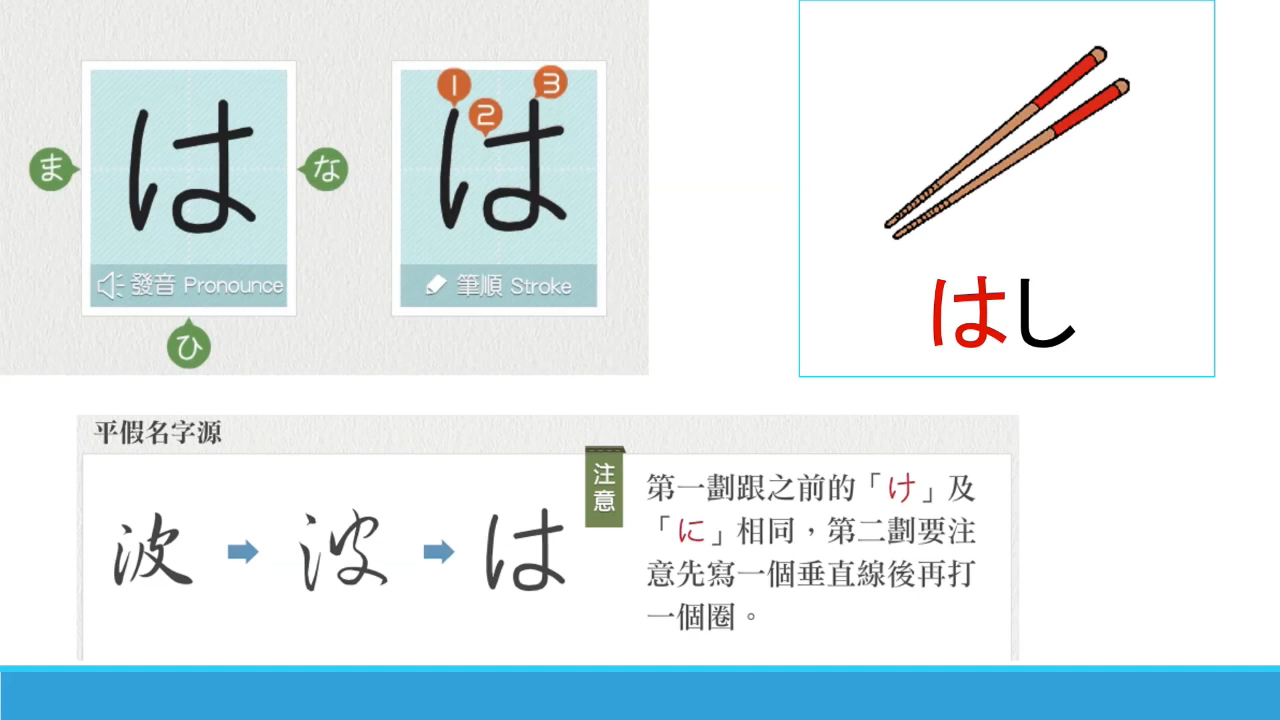 は
ま
な
発音 Pronounce
ひ
1
2
3
は
筆順 Stroke
はし
平假名字源
波
波
は
注意
第一劃跟之前的「け」及
「に」相同，第二劃要注
意先寫一個垂直線後再打
一個圈。